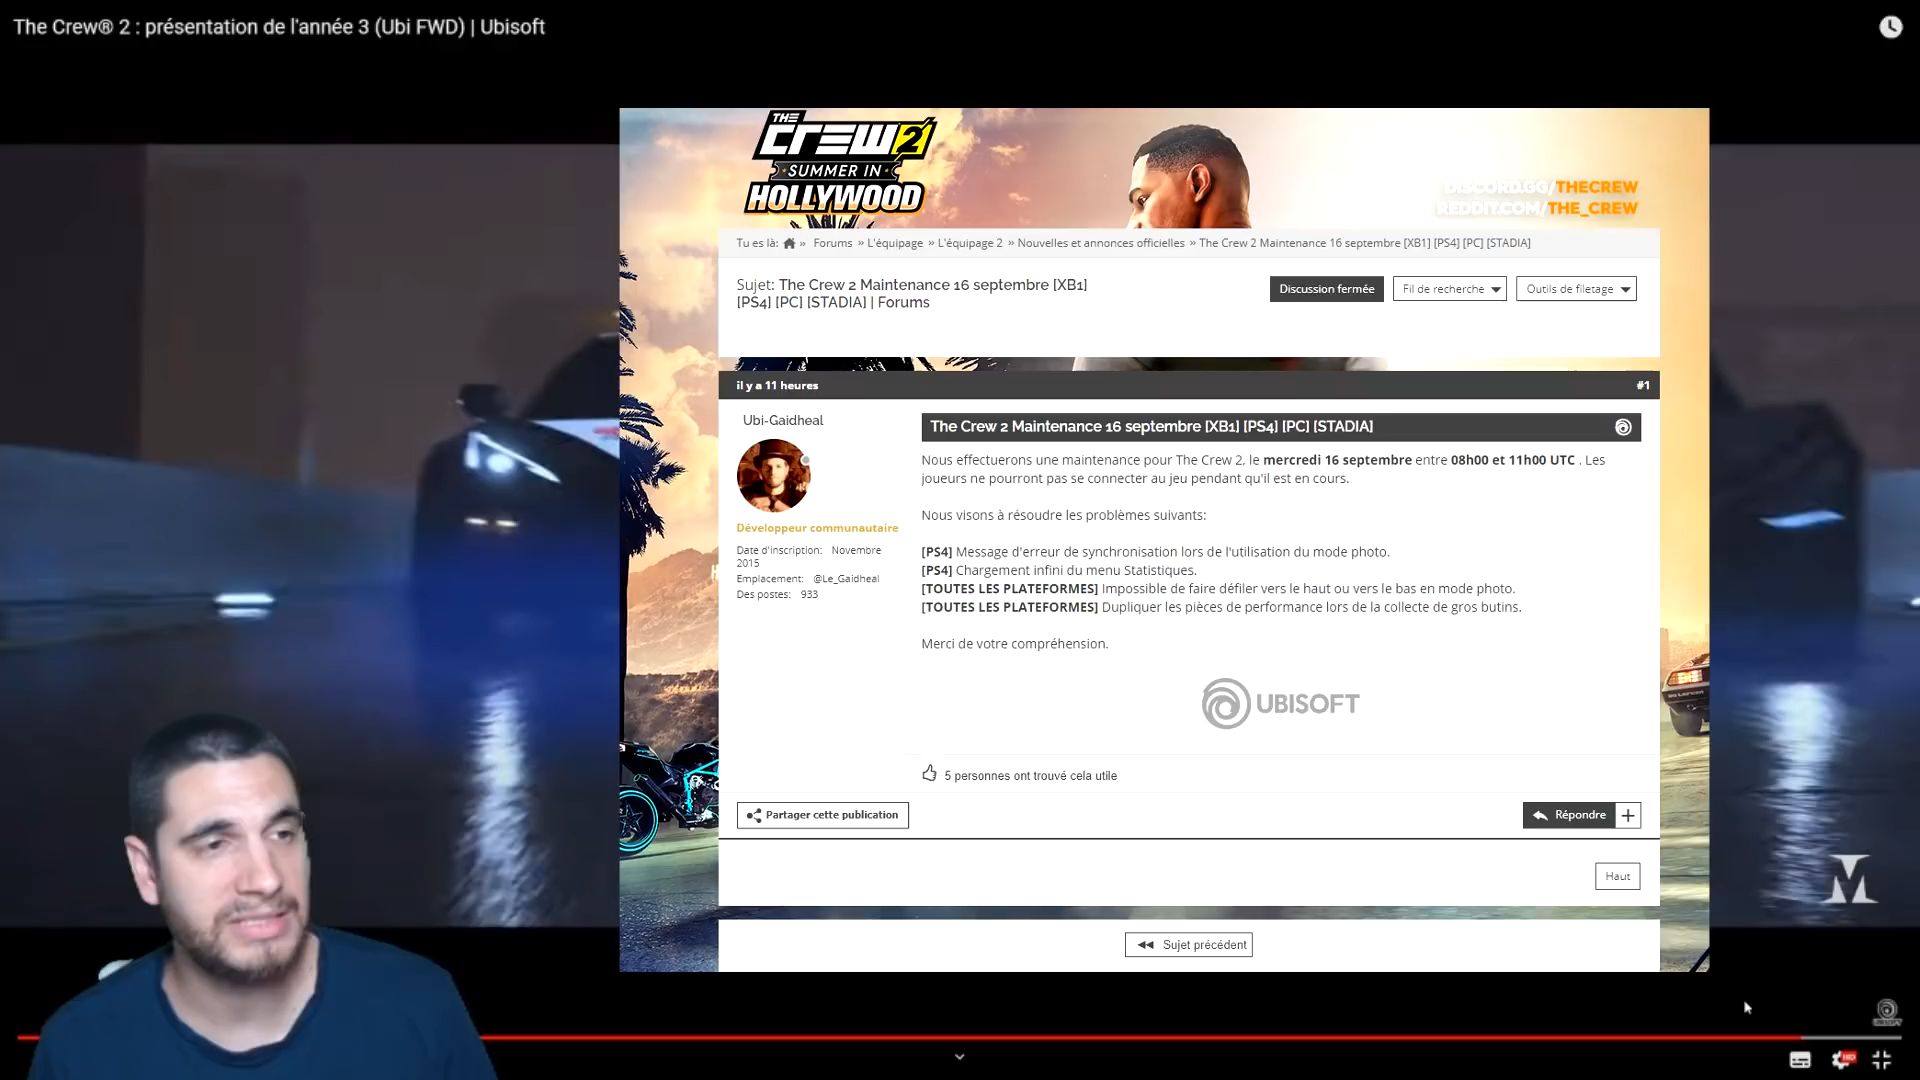 The Crew® 2 : présentation de l'année 3 (Ubi FWD) | Ubisoft
THE
CREW 2
SUMMER IN
HOLLYWOOD
DISCORD.GG/THECREW
REDDIT.COM/THE_CREW
Tu es là: » Forums » L'équipage » L'équipage 2 » Nouvelles et annonces officielles » The Crew 2 Maintenance 16 septembre [XB1] [PS4] [PC] [STADIA]
Sujet: The Crew 2 Maintenance 16 septembre [XB1]
[PS4] [PC] [STADIA] | Forums
Discussion fermée
Fil de recherche
Outils de filetage
il y a 11 heures
#1
Ubi-Gaidheal
Développeur communautaire
Date d'inscription: Novembre
2015
Emplacement: @Le_Gaidheal
Des postes: 933
The Crew 2 Maintenance 16 septembre [XB1] [PS4] [PC] [STADIA]
Nous effectuerons une maintenance pour The Crew 2, le mercredi 16 septembre entre 08h00 et 11h00 UTC . Les
joueurs ne pourront pas se connecter au jeu pendant qu'il est en cours.
Nous visons à résoudre les problèmes suivants:
[PS4] Message d'erreur de synchronisation lors de l'utilisation du mode photo.
[PS4] Chargement infini du menu Statistiques.
[TOUTES LES PLATEFORMES] Impossible de faire défiler vers le haut ou vers le bas en mode photo.
[TOUTES LES PLATEFORMES] Dupliquer les pièces de performance lors de la collecte de gros butins.
Merci de votre compréhension.
UBISOFT
5 personnes ont trouvé cela utile
Partager cette publication
Répondre
Haut
Sujet précédent
UBISOFT
HD